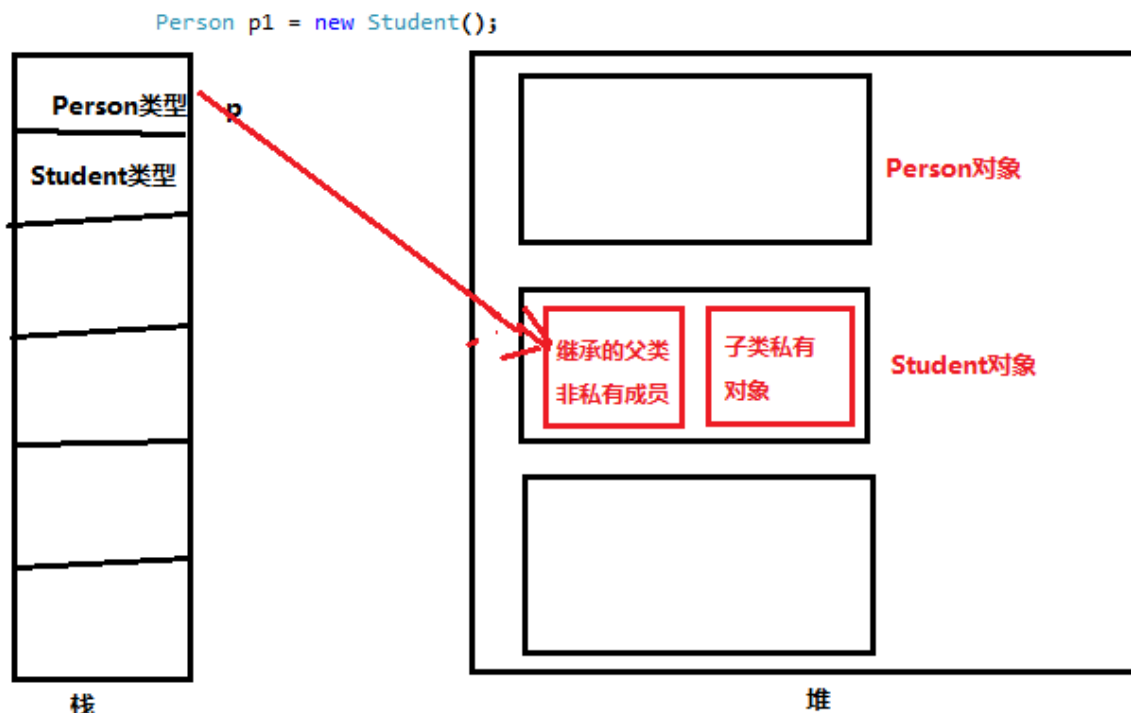 Person p1 = new Student();
Person类型
p
Student类型
Person对象
继承的父类
非私有成员
子类私有
对象
Student对象
栈
堆